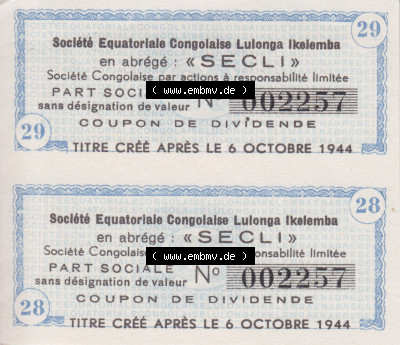 29
Société Equatoriale Congolaise Lulonga Ikelemba
en abrégé : «SECLI»
Société Congolaise par actions à responsabilité limitée
PART SOCIALE
( www.embmv.de )
sans désignation de valeur No 002257
29 COUPON DE DIVIDENDE
TITRE CRÉÉ APRÈS LE 6 OCTOBRE 1944
28
Société Equatoriale Congolaise Lulonga Ikelemba
en abrégé : «SECLI»
Société Congolaise responsabilité limitée
( www.embmv.de )
PART SOCIALE
sans désignation de valeur No 002257
28 COUPON DE DIVIDENDE
TITRE CRÉÉ APRÈS LE 6 OCTOBRE 1944